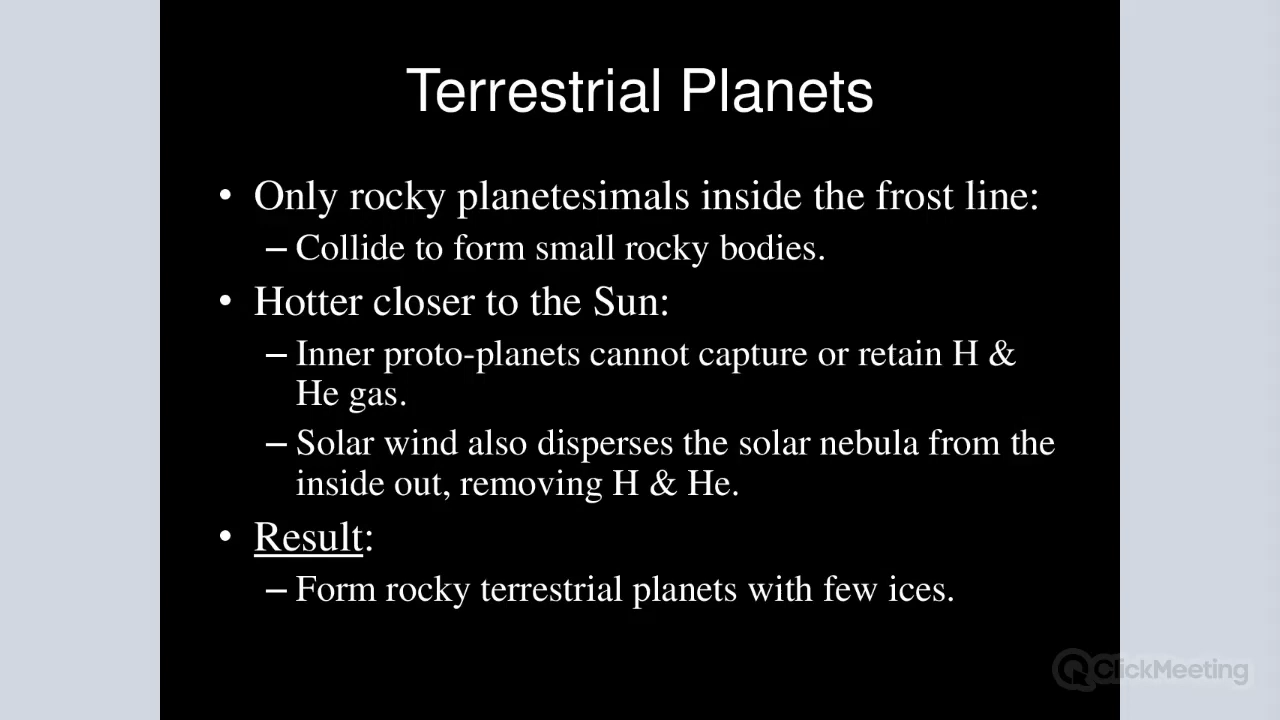 Terrestrial Planets
• Only rocky planetesimals inside the frost line:
– Collide to form small rocky bodies.
• Hotter closer to the Sun:
– Inner proto-planets cannot capture or retain H &
He gas.
– Solar wind also disperses the solar nebula from the
inside out, removing H & He.
• Result:
– Form rocky terrestrial planets with few ices.
ClickMeeting